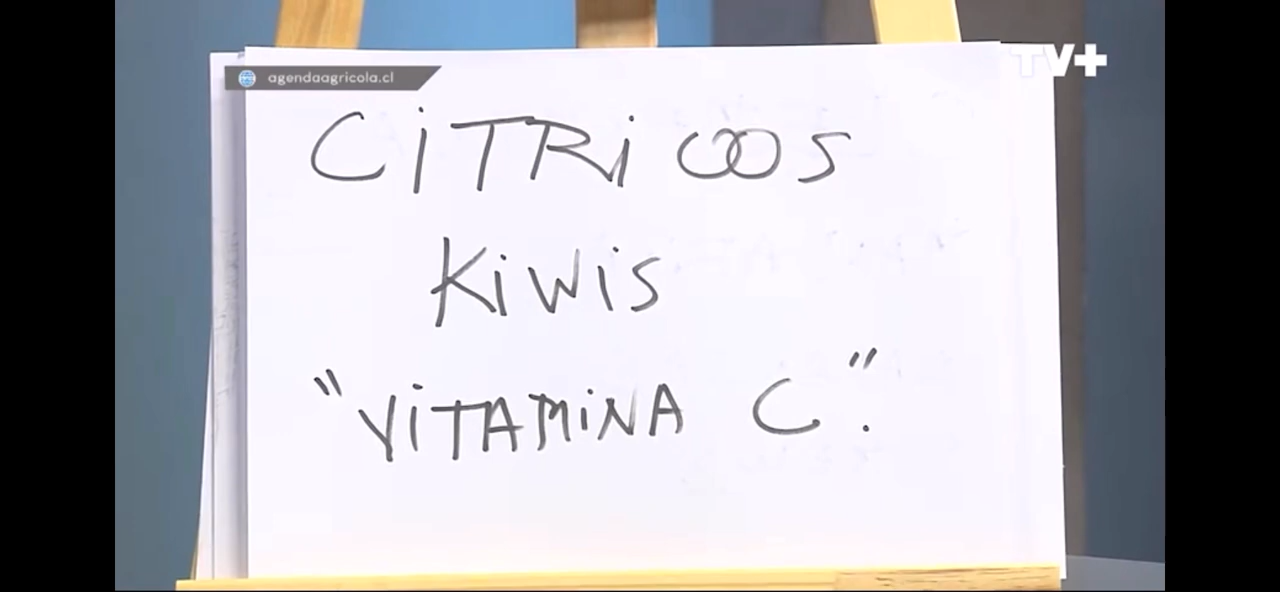 agendaagricola.cl
TV+
CiTRiCOS
KiWiS
"ViTAMiNA C".